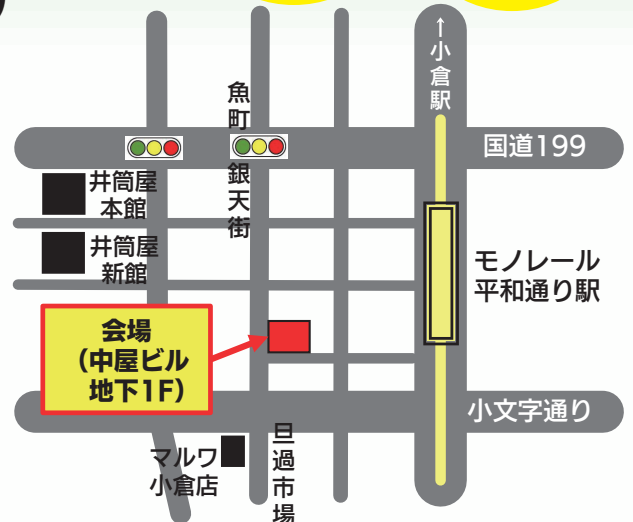 ↑小倉駅
魚町銀天街
国道199
井筒屋
本館
井筒屋
新館
モノレール
平和通り駅
会場
(中屋ビル
地下1F)
小文字通り
マルワ
小倉店
旦過市場